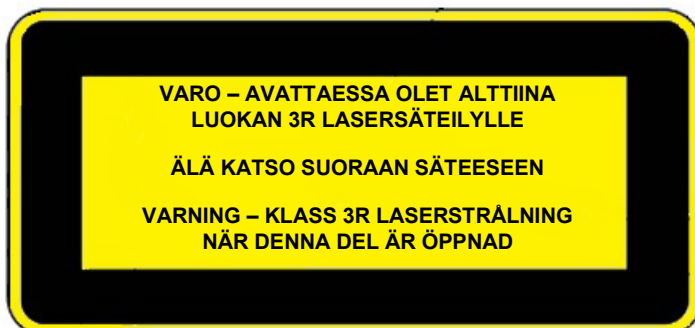 VARO – AVATTAESSA OLET ALTTIINA
LUOKAN 3R LASERSÄTEILYLLE
ÄLÄ KATSO SUORAAN SÄTEESEEN
VARNING – KLASS 3R LASERSTRÅLNING
NÄR DENNA DEL ÄR ÖPPNAD